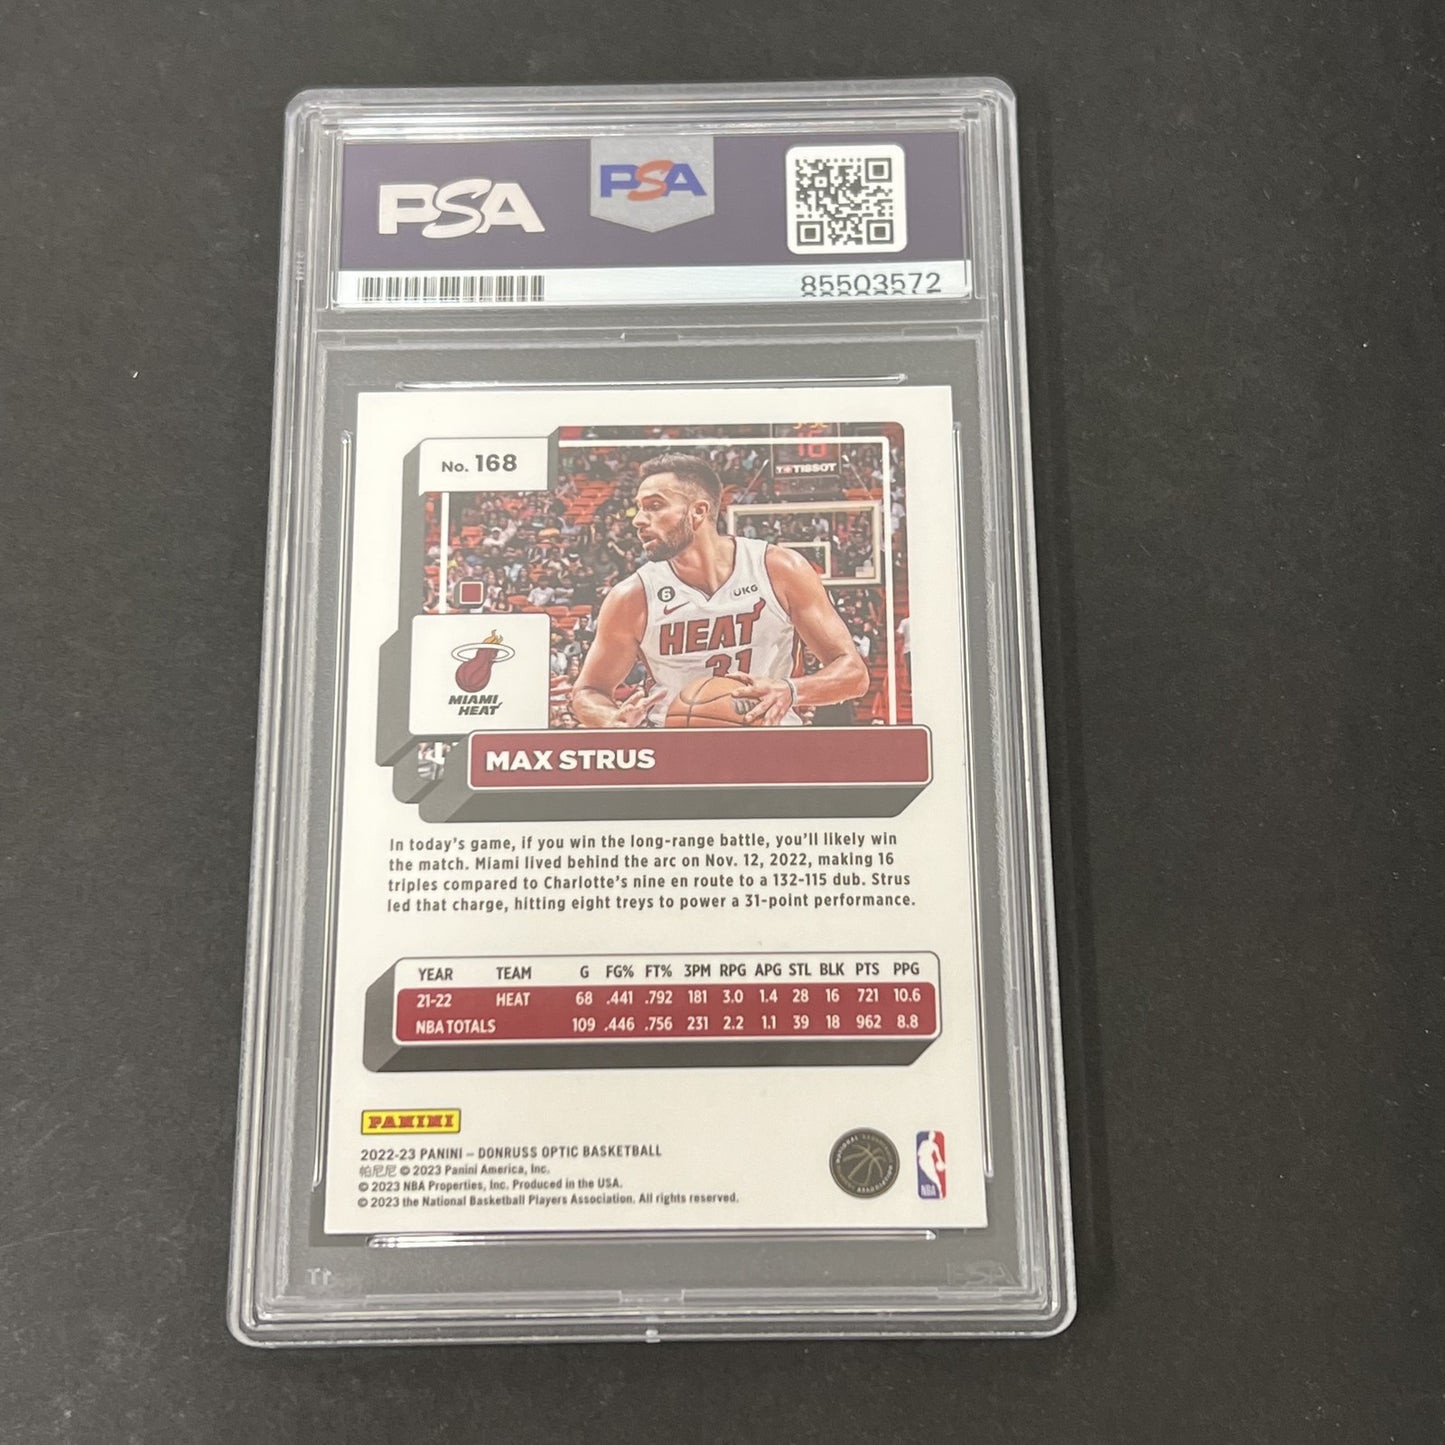 PSA
PSA
85503572
No. 168
16
TISSOT
6
UKG
HEAT
31
MIAMI
HEAT
MAX STRUS
In today's game, if you win the long-range battle, you'll likely win
the match. Miami lived behind the arc on Nov. 12, 2022, making 16
triples compared to Charlotte's nine en route to a 132-115 dub. Strus
led that charge, hitting eight treys to power a 31-point performance.
YEAR TEAM G FG% FT% 3PM RPG APG STL BLK PTS PPG
21-22 HEAT 68 .441 .792 181 3.0 1.4 28 16 721 10.6
NBA TOTALS 109 .446 .756 231 2.2 1.1 39 18 962 8.8
PANINI
2022-23 PANINI – DONRUSS OPTIC BASKETBALL
帕尼尼 © 2023 Panini America, Inc.
© 2023 NBA Properties, Inc. Produced in the USA.
© 2023 the National Basketball Players Association. All rights reserved.
NBA
PSA